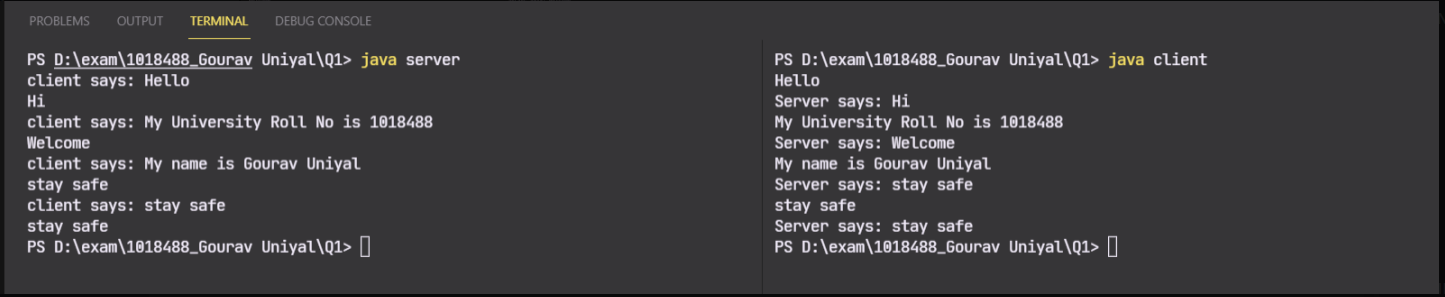 PROBLEMS OUTPUT TERMINAL DEBUG CONSOLE
PS D:\exam\1018488_Gourav Uniyal\Q1> java server
client says: Hello
Hi
client says: My University Roll No is 1018488
Welcome
client says: My name is Gourav Uniyal
stay safe
client says: stay safe
stay safe
PS D:\exam\1018488_Gourav Uniyal\Q1>
PS D:\exam\1018488_Gourav Uniyal\Q1> java client
Hello
Server says: Hi
My University Roll No is 1018488
Server says: Welcome
My name is Gourav Uniyal
Server says: stay safe
stay safe
Server says: stay safe
PS D:\exam\1018488_Gourav Uniyal\Q1>